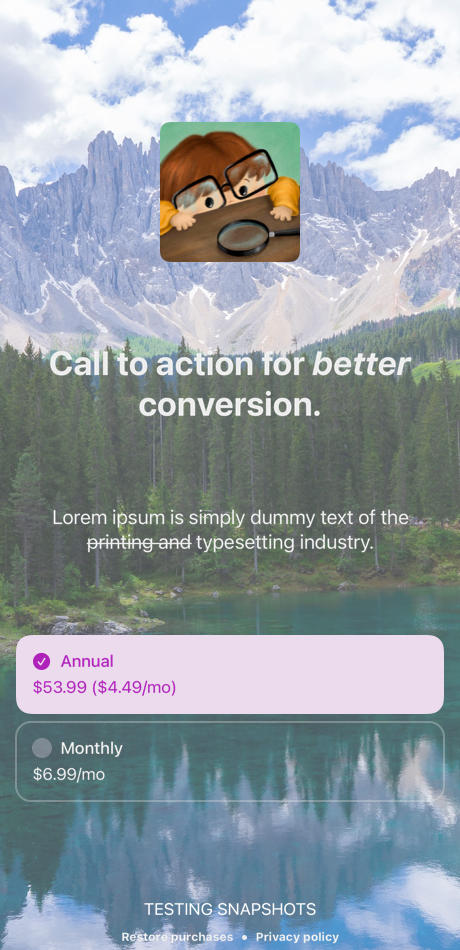 Call to action for better
conversion.
Lorem ipsum is simply dummy text of the
printing and typesetting industry.
Annual
$53.99 ($4.49/mo)
Monthly
$6.99/mo
TESTING SNAPSHOTS
Restore purchases • Privacy policy